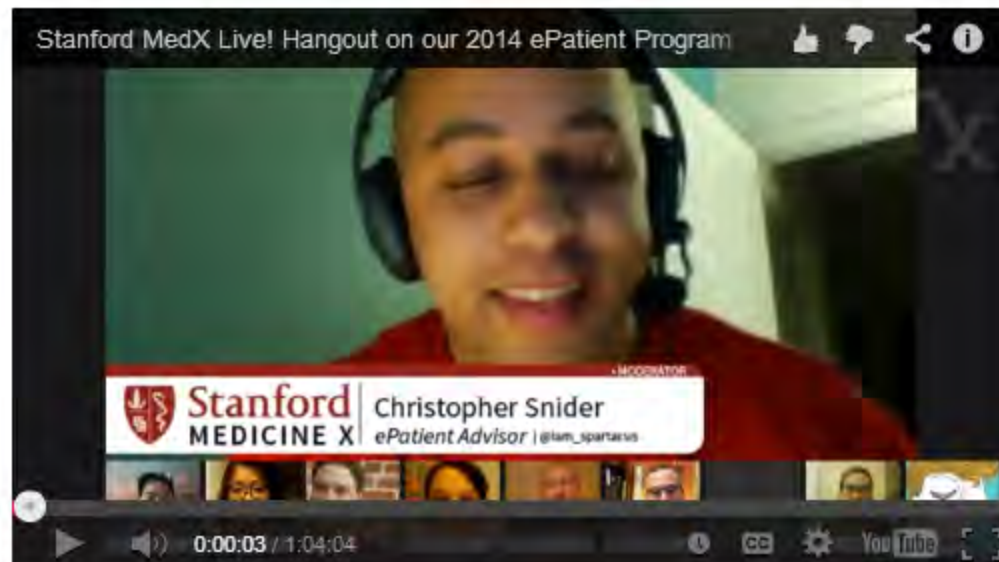 Stanford MedX Live! Hangout on our 2014 ePatient Program
X
MODERATOR
Stanford
MEDICINE X
Christopher Snider
ePatient Advisor | @iam_spartacus
0:00:03 / 1:04:04
CC
YouTube